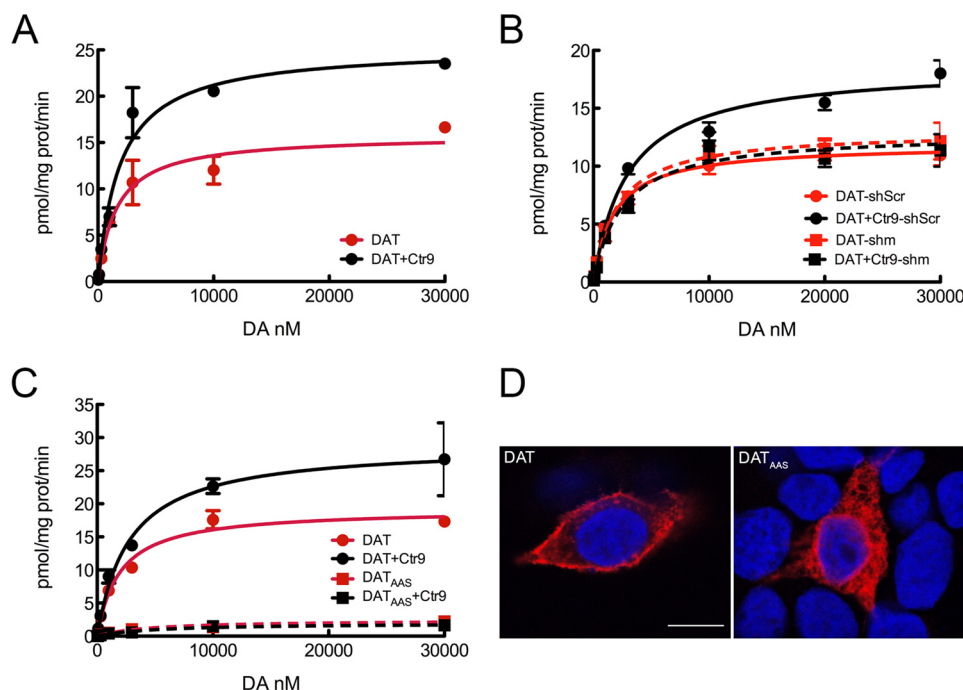 A
pmol/mg prot/min
25
20
15
10
5
0
0
10000
20000
30000
DA nM
DAT
DAT+Ctr9
B
pmol/mg prot/min
20
15
10
5
0
0
10000
20000
30000
DA nM
DAT-shScr
DAT+Ctr9-shScr
DAT-shm
DAT+Ctr9-shm
C
pmol/mg prot/min
35
30
25
20
15
10
5
0
0
10000
20000
30000
DA nM
DAT
DAT+Ctr9
DATAAS
DATAAS+Ctr9
D
DAT
DATAAS